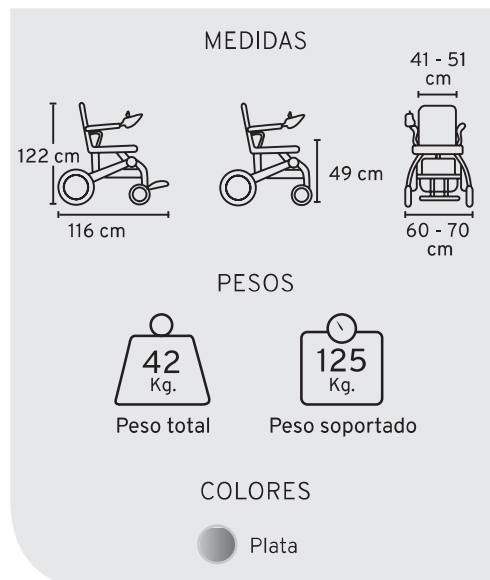 MEDIDAS
41 - 51
cm
122 cm
49 cm
116 cm
60 - 70
cm
PESOS
42
Kg.
125
Kg.
Peso total
Peso soportado
COLORES
Plata